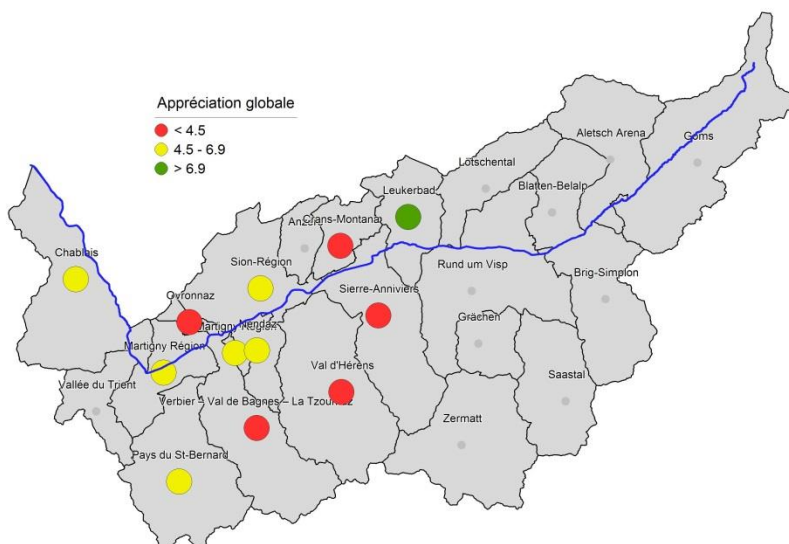 Appréciation globale
< 4.5
4.5 - 6.9
> 6.9
Aletsch Arena
Goms
Lötschental
Leukerbad
Blatten-Belalp
Crans-Montana
Chablais
Sion-Région
Rund um Visp
Brig-Simplon
Sierre-Anniviers
Ovronnaz
Grächen
Martigny Région
Nendaz
Martigny Région
Val d'Hérens
Vallée du Trient
Saastal
Verbier – Val de Bagnes – La Tzoumaz
Zermatt
Pays du St-Bernard